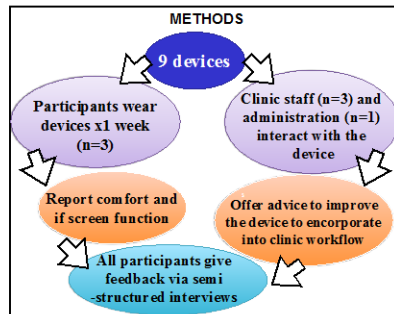 METHODS
9 devices
Participants wear
devices x1 week
(n=3)
Clinic staff (n=3) and
administration (n=1)
interact with the
device
Report comfort and
if screen function
Offer advice to improve
the device to encorporate
into clinic workflow
All participants give
feedback via semi
-structured interviews